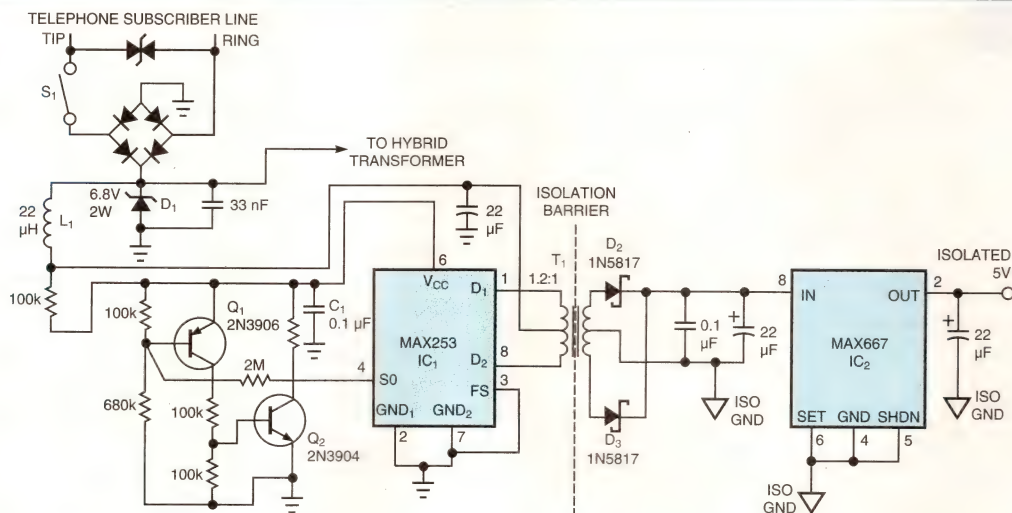 TELEPHONE SUBSCRIBER LINE
TIP
RING
S1
TO HYBRID
TRANSFORMER
6.8V
2W
D1
33 nF
22
µH
L1
22
µF
ISOLATION
BARRIER
100k
100k
Q1
2N3906
C1
0.1 µF
2M
680k
100k
100k
Q2
2N3904
6
VCC
D1
1
MAX253
IC1
D2
8
4
S0
FS
3
GND1
GND2
2
7
T1
1.2:1
D2
1N5817
D3
1N5817
0.1
µF
+
22
µF
ISO
GND
8
IN
OUT
2
MAX667
IC2
SET
GND
SHDN
6
4
5
ISO
GND
ISOLATED
5V
+
22
µF
ISO
GND